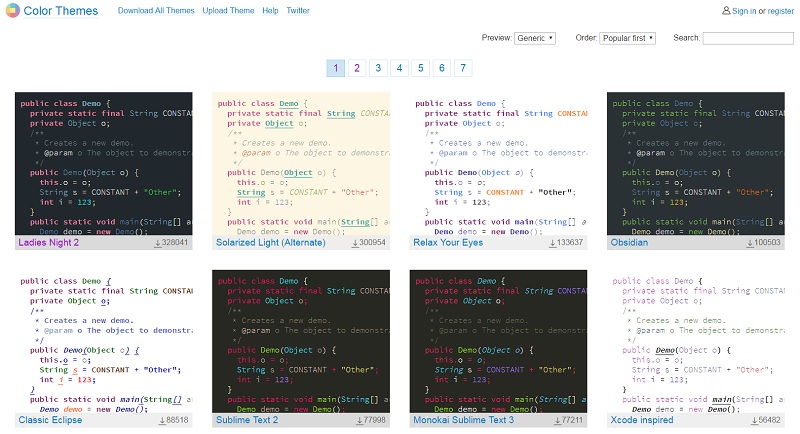 Color Themes Download All Themes Upload Theme Help Twitter Sign in or register
Preview: Generic Order: Popular first Search:
1 2 3 4 5 6 7
public class Demo {
private static final String CONSTANT
private Object o;
/**
* Creates a new demo.
* @param o The object to demonstra
*/
public Demo(Object o) {
this.o = o;
String s = CONSTANT + "Other";
int i = 123;
}
public static void main(String[] ar
Demo demo = new Demo();
Ladies Night 2 328041
public class Demo {
private static final String CONST
private Object o;
/**
* Creates a new demo.
* @param o The object to demonstra
*/
public Demo(Object o) {
this.o = o;
String s = CONSTANT + "Other";
int i = 123;
}
public static void main(String[] a
Demo demo = new Demo();
Solarized Light (Alternate) 300954
public class Demo {
private static final String CONSTAN
private Object o;
/**
* Creates a new demo.
* @param o The object to demonstra
*/
public Demo(Object o) {
this.o = o;
String s = CONSTANT + "Other";
int i = 123;
}
public static void main(String[] a
Demo demo = new Demo();
Relax Your Eyes 133637
public class Demo {
private static final String CONSTAN
private Object o;
/**
* Creates a new demo.
* @param o The object to demonstra
*/
public Demo(Object o) {
this.o = o;
String s = CONSTANT + "Other";
int i = 123;
}
public static void main(String[] ar
Demo demo = new Demo();
Obsidian 100503
public class Demo {
private static final String CONSTA
private Object o;
/**
* Creates a new demo.
* @param o The object to demonstra
*/
public Demo(Object o) {
this.o = o;
String s = CONSTANT + "Other";
int i = 123;
}
public static void main(String[] a
Demo demo = new Demo();
Classic Eclipse 88518
public class Demo {
private static final String CONSTAN
private Object o;
/**
* Creates a new demo.
* @param o The object to demonstra
*/
public Demo(Object o) {
this.o = o;
String s = CONSTANT + "Other";
int i = 123;
}
public static void main(String[] ar
Demo demo = new Demo();
Sublime Text 2 77998
public class Demo {
private static final String CONSTAN
private Object o;
/**
* Creates a new demo.
* @param o The object to demonstra
*/
public Demo(Object o) {
this.o = o;
String s = CONSTANT + "Other";
int i = 123;
}
public static void main(String[] ar
Demo demo = new Demo();
Monokai Sublime Text 3 77211
public class Demo {
private static final String CONSTAN
private Object o;
/**
* Creates a new demo.
* @param o The object to demonstra
*/
public Demo(Object o) {
this.o = o;
String s = CONSTANT + "Other";
int i = 123;
}
public static void main(String[] a
Demo demo = new Demo();
Xcode inspired 56482